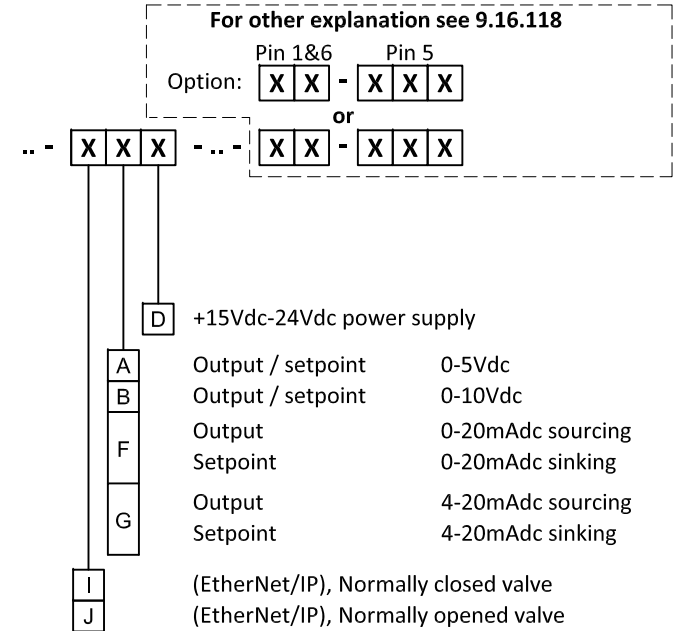 For other explanation see 9.16.118
Pin 1&6 Pin 5
Option: X X - X X X
or
.. - X X X - .. - X X - X X X
D +15Vdc-24Vdc power supply
A Output / setpoint 0-5Vdc
B Output / setpoint 0-10Vdc
Output 0-20mAdc sourcing
F
Setpoint 0-20mAdc sinking
Output 4-20mAdc sourcing
G
Setpoint 4-20mAdc sinking
I (EtherNet/IP), Normally closed valve
J (EtherNet/IP), Normally opened valve